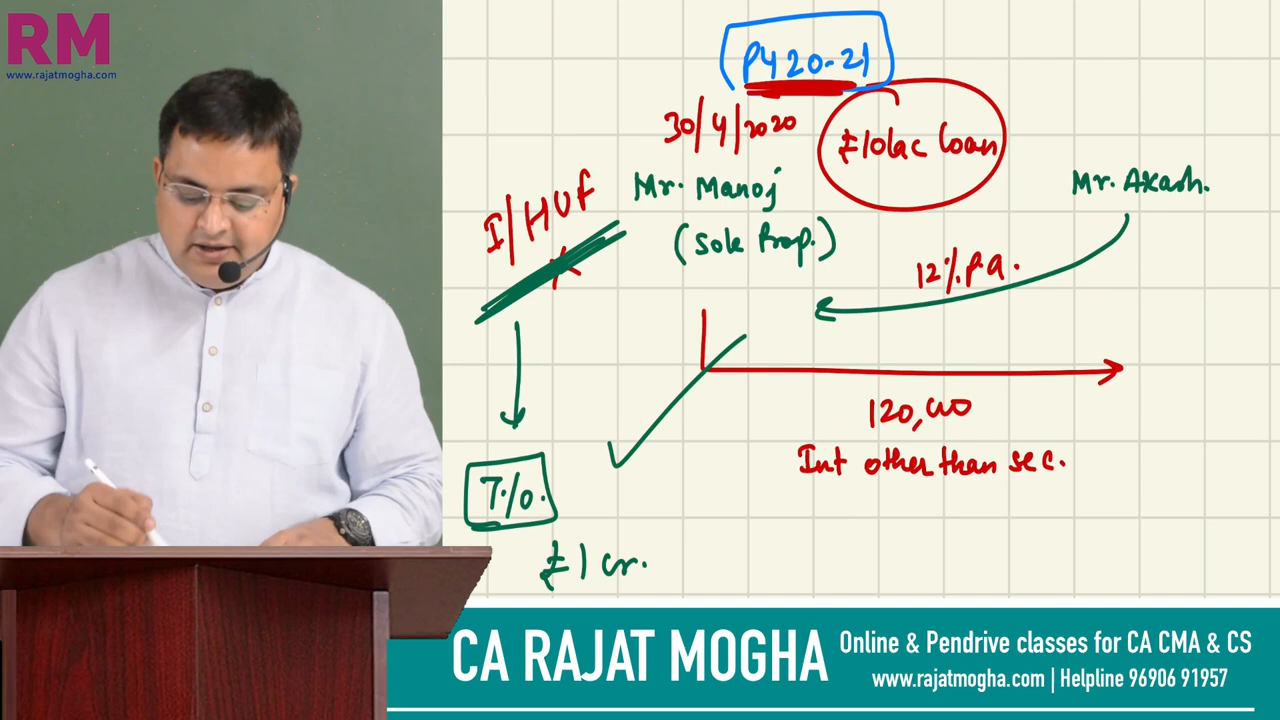 RM
www.rajatmogha.com
PY 20-21
30/4/2020
₹10lac loan
I/HUF
Mr. Manoj
(Sole Prop.)
Mr. Akash.
12% P.a.
120,000
Int other than sec.
T/o.
₹1 cr.
CA RAJAT MOGHA
Online & Pendrive classes for CA CMA & CS
www.rajatmogha.com | Helpline 96906 91957